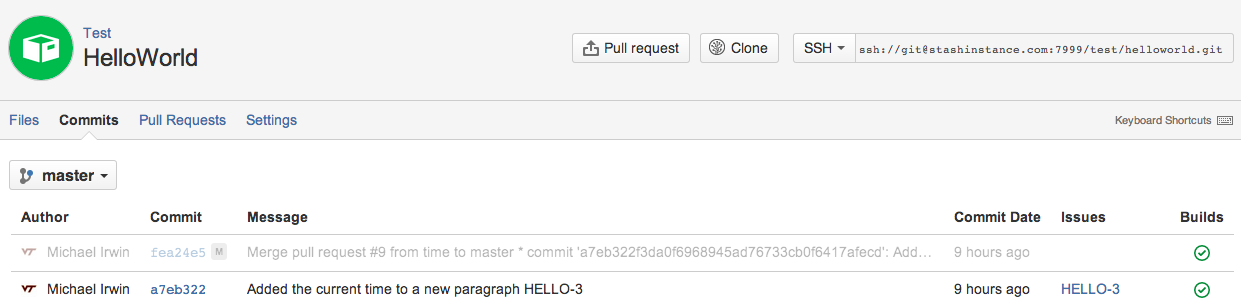 Test
HelloWorld
Pull request Clone SSH ssh://git@stashinstance.com:7999/test/helloworld.git
Files Commits Pull Requests Settings Keyboard Shortcuts
master
Author Commit Message Commit Date Issues Builds
VT Michael Irwin fea24e5 M Merge pull request #9 from time to master * commit 'a7eb322f3da0f6968945ad76733cb0f6417afecd': Add... 9 hours ago
VT Michael Irwin a7eb322 Added the current time to a new paragraph HELLO-3 9 hours ago HELLO-3